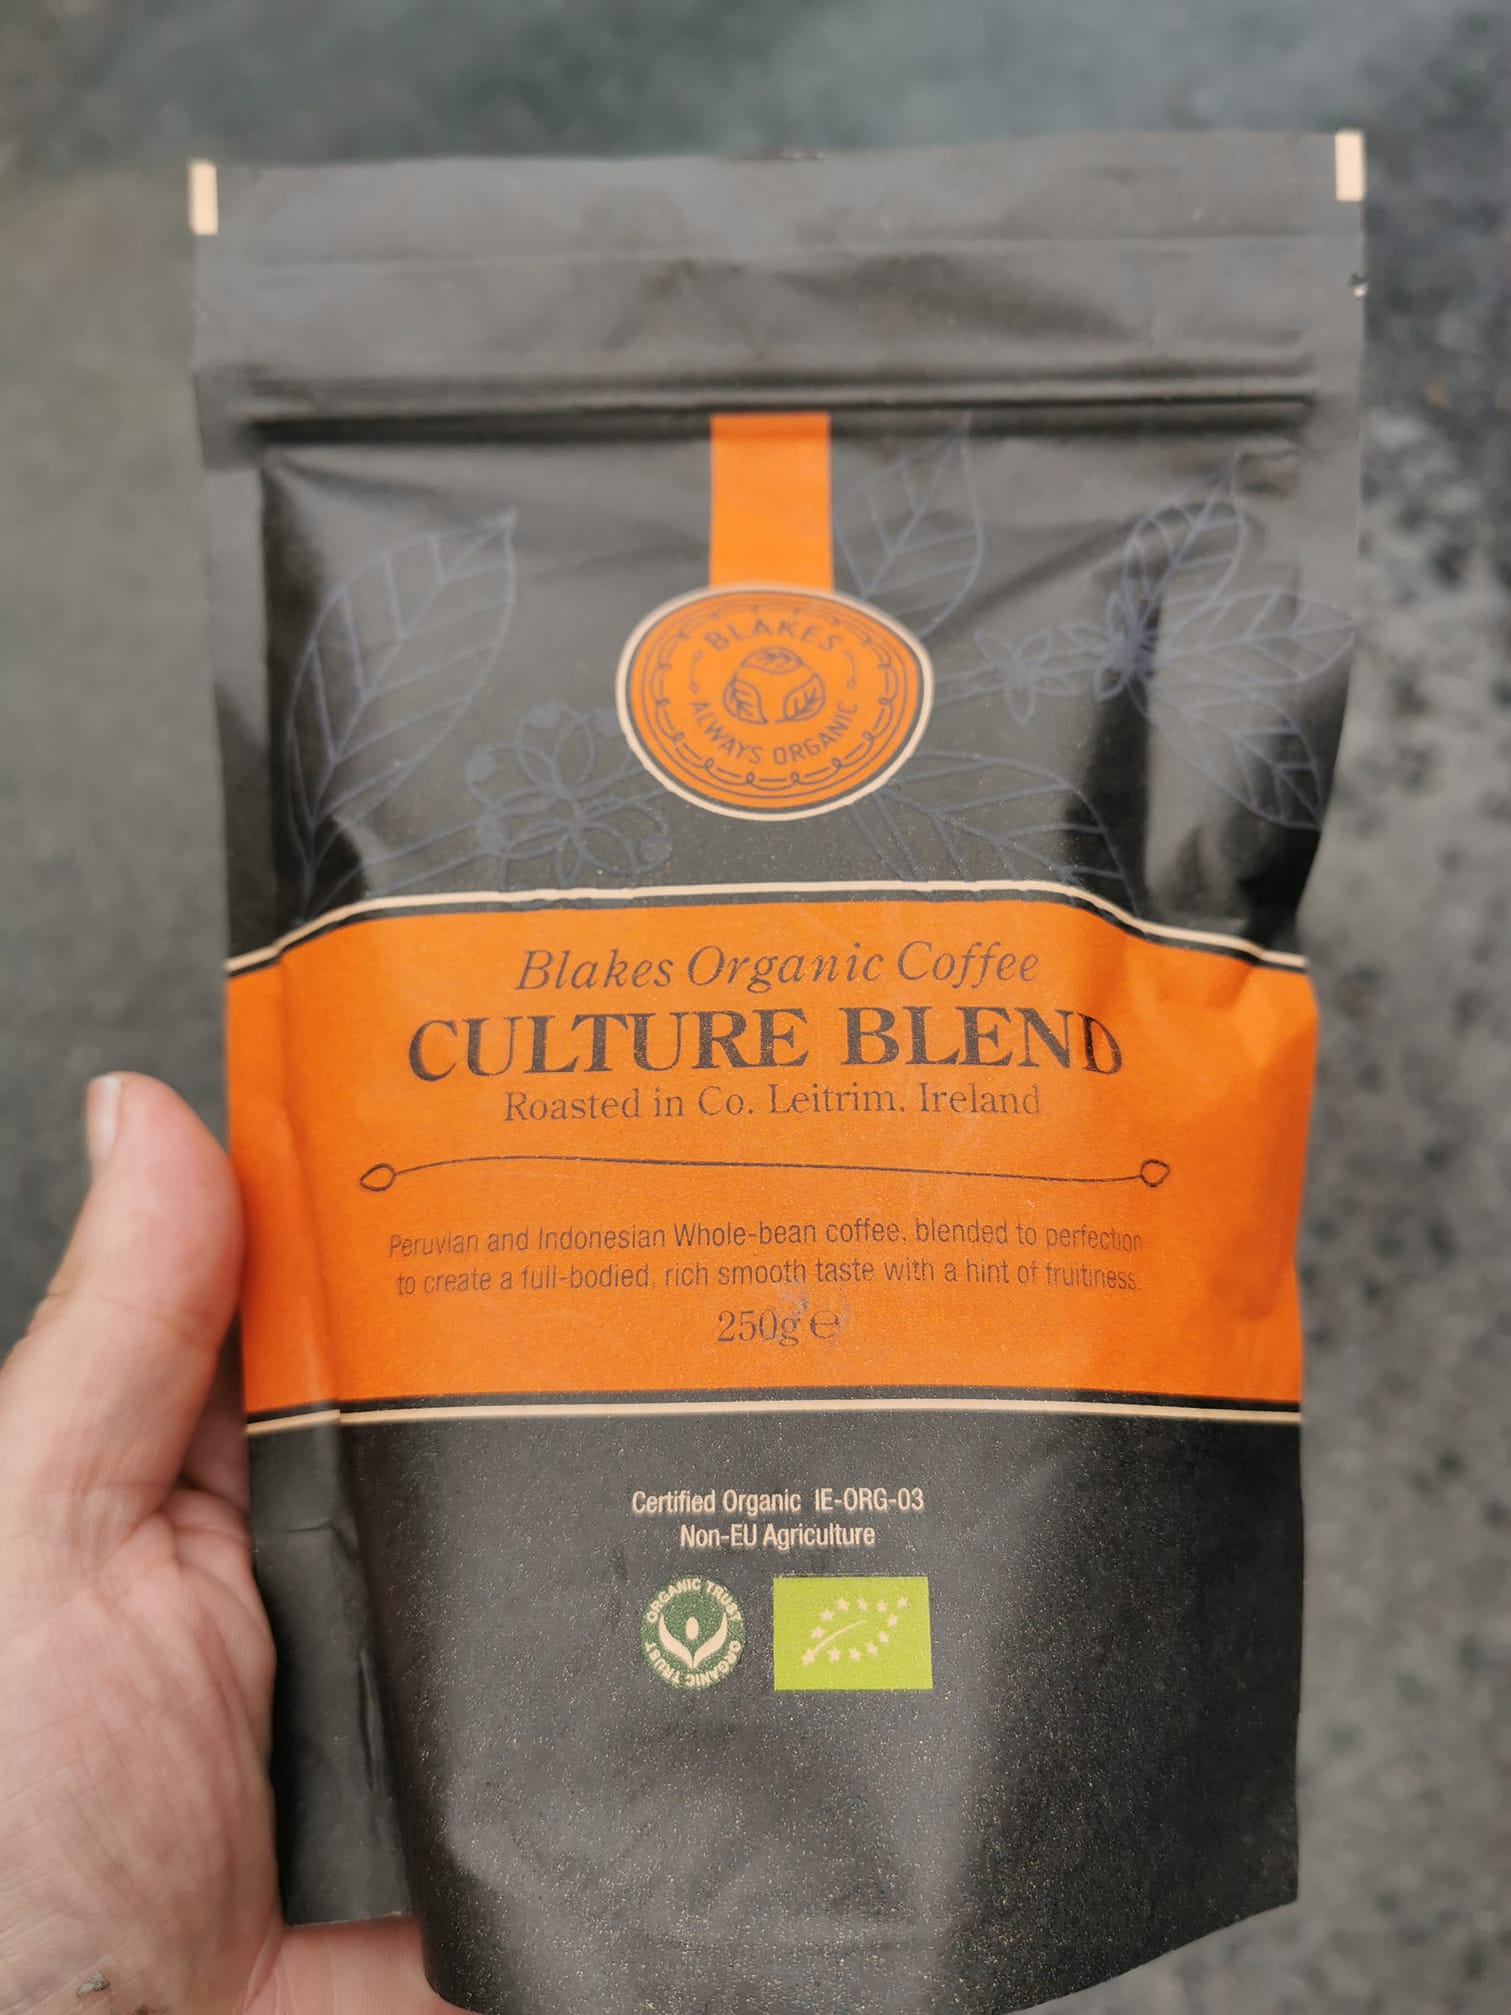 BLAKES
ALWAYS ORGANIC
Blakes Organic Coffee
CULTURE BLEND
Roasted in Co. Leitrim, Ireland
Peruvian and Indonesian Whole-bean coffee, blended to perfection
to create a full-bodied, rich smooth taste with a hint of fruitiness.
250g ℮
Certified Organic IE-ORG-03
Non-EU Agriculture
ORGANIC TRUST
ORGANIC TRUST